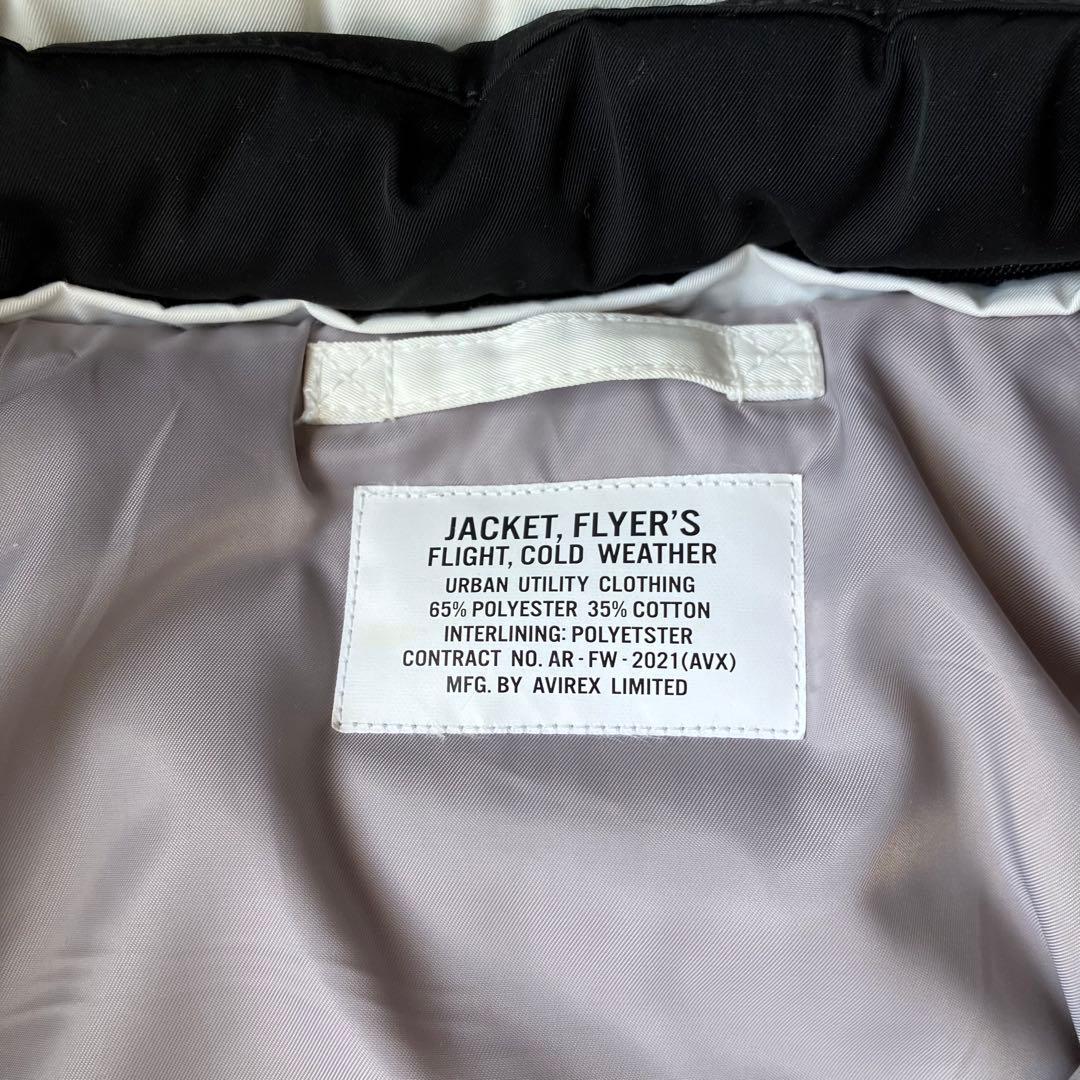 JACKET, FLYER'S
FLIGHT, COLD WEATHER
URBAN UTILITY CLOTHING
65% POLYESTER 35% COTTON
INTERLINING: POLYETSTER
CONTRACT NO. AR-FW-2021(AVX)
MFG. BY AVIREX LIMITED